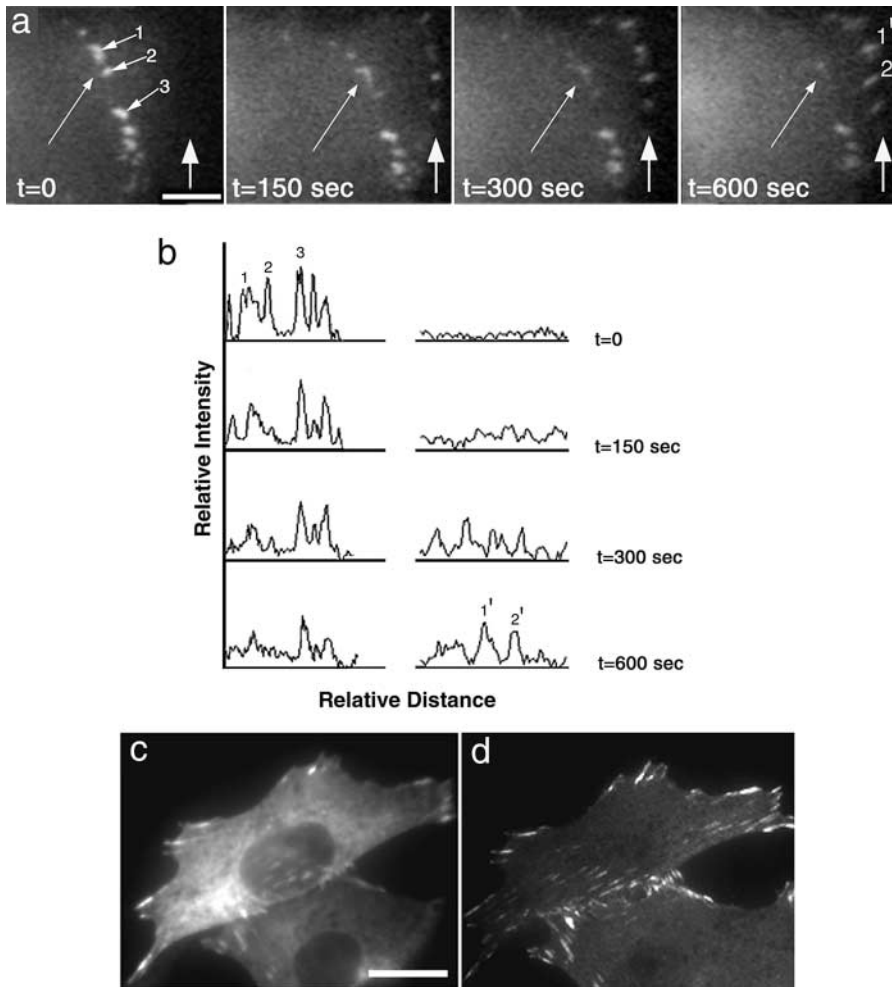 a
1
2
3
t=0
t=150 sec
t=300 sec
1'
2'
t=600 sec
b
Relative Intensity
1 2 3
t=0
t=150 sec
t=300 sec
1' 2'
t=600 sec
Relative Distance
c
d